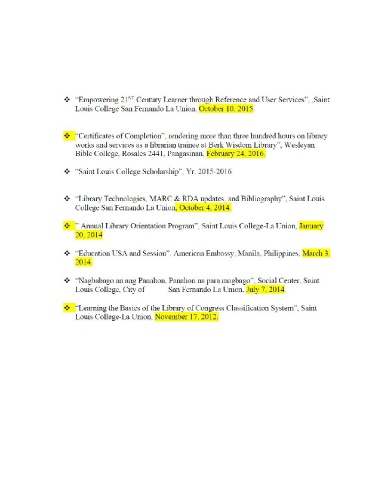 ❖ “Empowering 21ST Century Learner through Reference and User Services”, ,Saint
Louis College San Fernando La Union, October 10, 2015.
❖ “Certificates of Completion”, rendering more than three hundred hours on library
works and services as a librarian trainee at Berk Wisdom Library”, Wesleyan
Bible College, Rosales 2441, Pangasinan, February 24, 2016.
❖ “Saint Louis College Scholarship”, Yr. 2015-2016
❖ “Library Technologies, MARC & RDA updates, and Bibliography”, Saint Louis
College San Fernando La Union, October 4, 2014.
❖ ” Annual Library Orientation Program”, Saint Louis College-La Union, January
20, 2014
❖ “Education USA and Session”. American Embassy, Manila, Philippines. March 3,
2014.
❖ “Nagbabago na ang Panahon, Panahon na para magbago”, Social Center, Saint
Louis College, City of San Fernando La Union. July 7, 2014.
❖ “Learning the Basics of the Library of Congress Classification System”, Saint
Louis College-La Union. November 17, 2012.